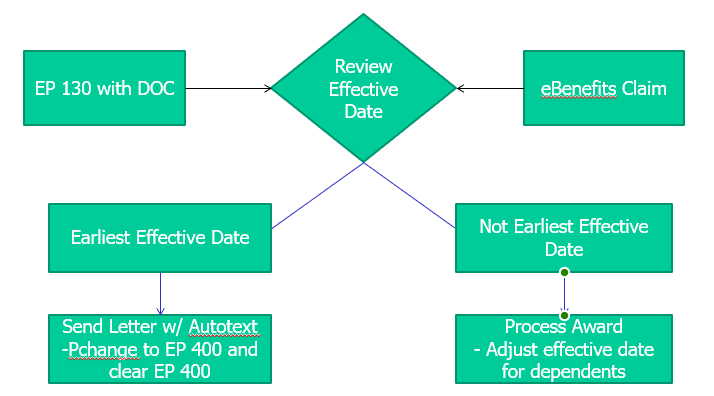 EP 130 with DOC
Review
Effective
Date
eBenefits Claim
Earliest Effective Date
Not Earliest Effective
Date
Send Letter w/ Autotext
-Pchange to EP 400 and
clear EP 400
Process Award
- Adjust effective date
for dependents